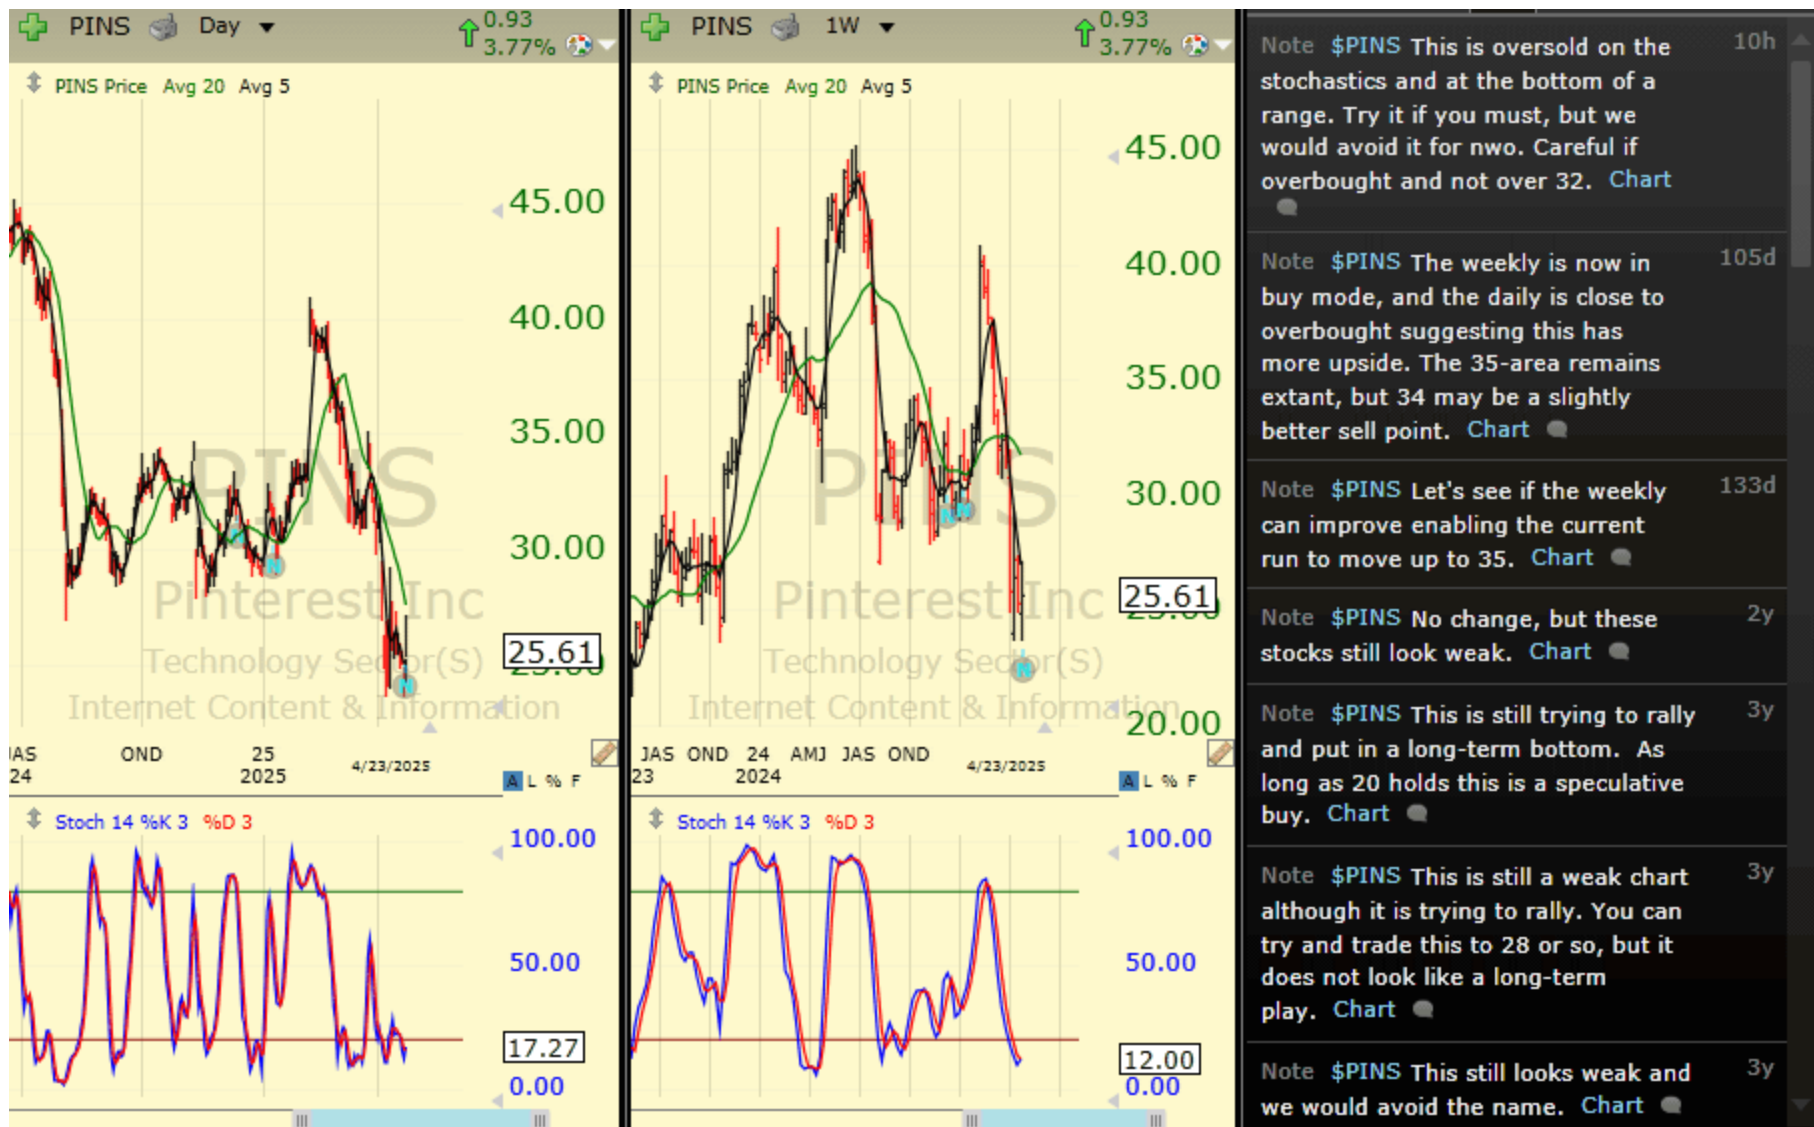 PINS Day
0.93
3.77%
PINS Price Avg 20 Avg 5
45.00
40.00
35.00
30.00
25.61
25.00
PINS
Pinterest Inc
Technology Sector(S)
Internet Content & Information
JAS OND 25
24 2025 4/23/2025
A L % F
Stoch 14 %K 3 %D 3
100.00
50.00
17.27
0.00
N
N
N
PINS 1W
0.93
3.77%
PINS Price Avg 20 Avg 5
45.00
40.00
35.00
30.00
25.61
25.00
20.00
PINS
Pinterest Inc
Technology Sector(S)
Internet Content & Information
JAS OND 24 AMJ JAS OND
23 2024 4/23/2025
A L % F
Stoch 14 %K 3 %D 3
100.00
50.00
12.00
0.00
N
N
N
Note $PINS This is oversold on the 10h
stochastics and at the bottom of a
range. Try it if you must, but we
would avoid it for nwo. Careful if
overbought and not over 32. Chart
Note $PINS The weekly is now in 105d
buy mode, and the daily is close to
overbought suggesting this has
more upside. The 35-area remains
extant, but 34 may be a slightly
better sell point. Chart
Note $PINS Let's see if the weekly 133d
can improve enabling the current
run to move up to 35. Chart
Note $PINS No change, but these 2y
stocks still look weak. Chart
Note $PINS This is still trying to rally 3y
and put in a long-term bottom. As
long as 20 holds this is a speculative
buy. Chart
Note $PINS This is still a weak chart 3y
although it is trying to rally. You can
try and trade this to 28 or so, but it
does not look like a long-term
play. Chart
Note $PINS This still looks weak and 3y
we would avoid the name. Chart